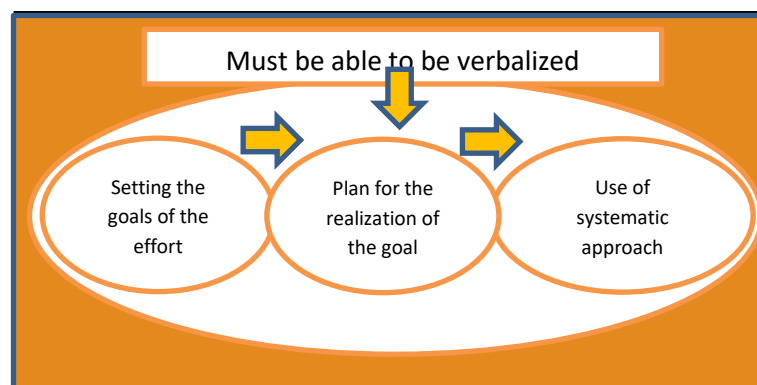 Must be able to be verbalized
Setting the
goals of the
effort
Plan for the
realization of
the goal
Use of
systematic
approach